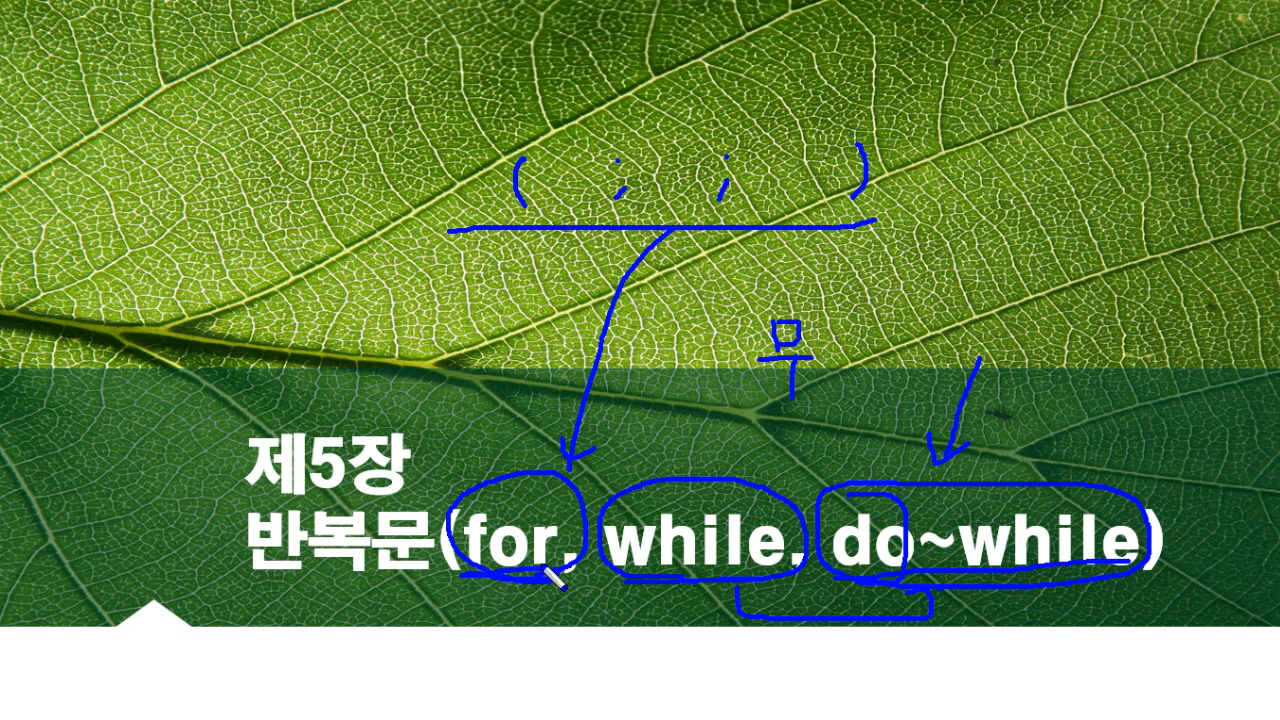 ( ; ; )
무
제5장
반복문(for, while, do~while)